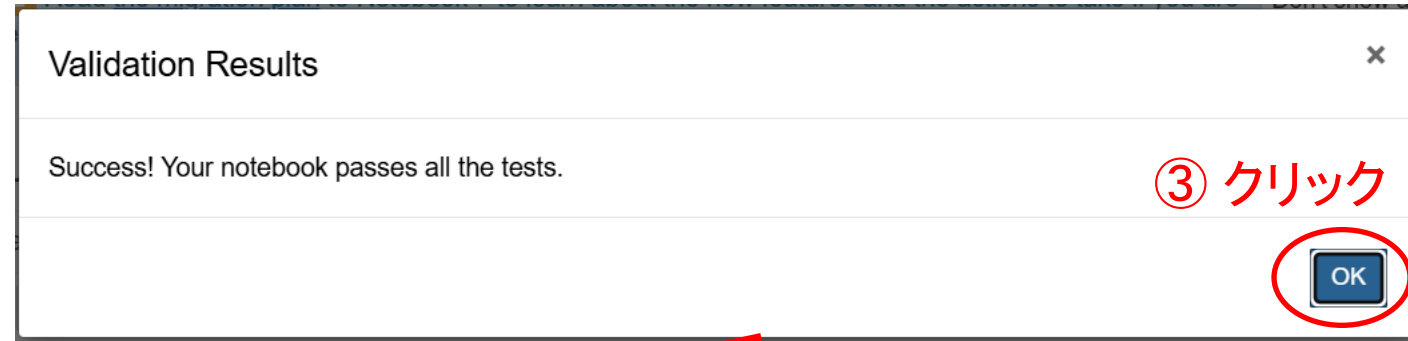 Validation Results
×
Success! Your notebook passes all the tests.
③ クリック
OK